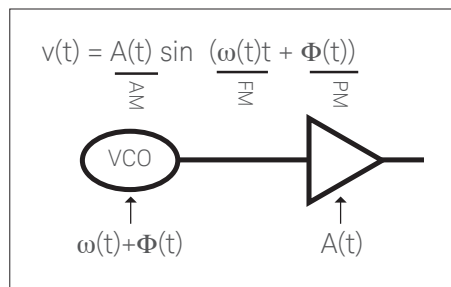 v(t) = A(t) sin (ω(t)t + Φ(t))
AM FM PM
VCO
ω(t)+Φ(t) A(t)